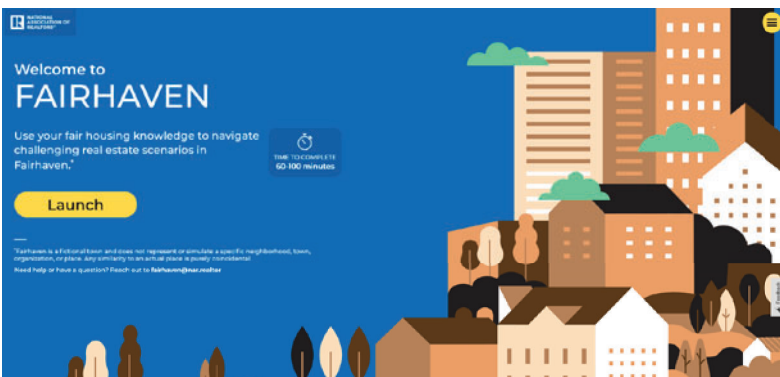 NATIONAL
ASSOCIATION OF
REALTORS®
Welcome to
FAIRHAVEN
Use your fair housing knowledge to navigate
challenging real estate scenarios in
Fairhaven.*
TIME TO COMPLETE
60-100 minutes
Launch
*Fairhaven is a fictional town and does not represent or simulate a specific neighborhood, town,
organization, or place. Any similarity to an actual place is purely coincidental.
Need help or have a question? Reach out to fairhaven@nar.realtor
Feedback